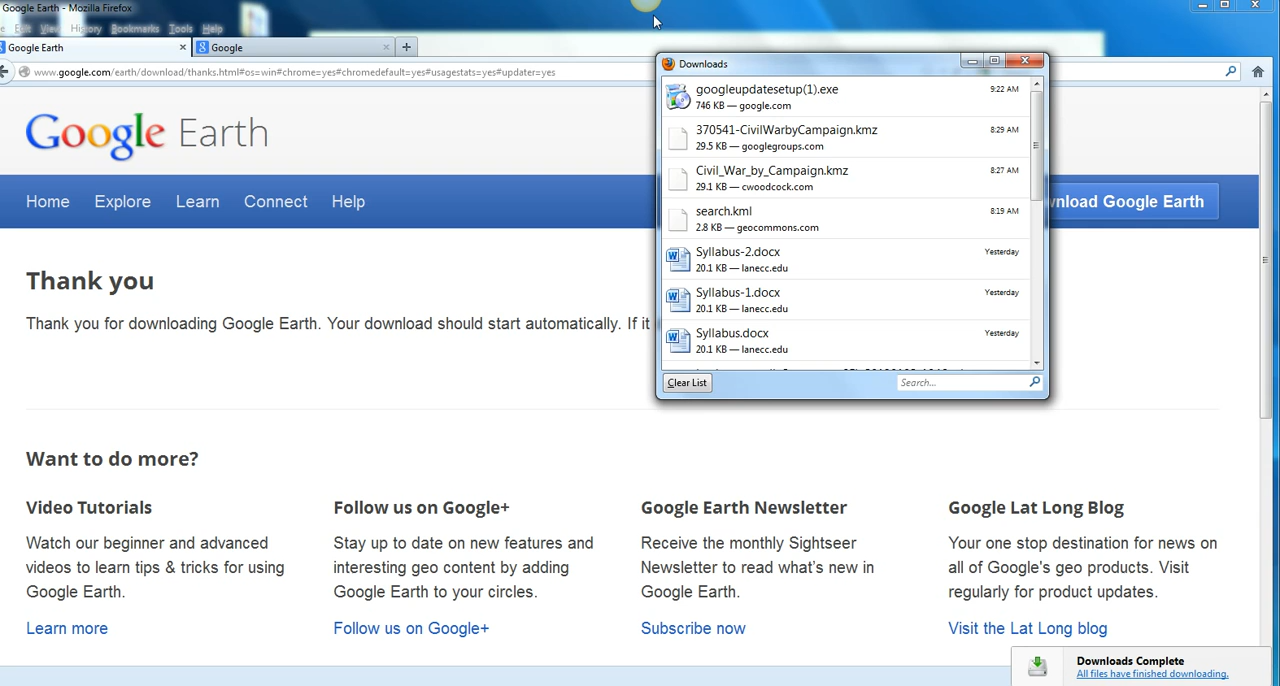 Google Earth - Mozilla Firefox
Edit View History Bookmarks Tools Help
Google Earth
Google
www.google.com/earth/download/thanks.html#os=win#chrome=yes#chromedefault=yes#usagestats=yes#updater=yes
Google Earth
Home Explore Learn Connect Help
wnload Google Earth
Thank you
Thank you for downloading Google Earth. Your download should start automatically. If it
Downloads
googleupdatesetup(1).exe 9:22 AM
746 KB — google.com
370541-CivilWarbyCampaign.kmz 8:29 AM
29.5 KB — googlegroups.com
Civil_War_by_Campaign.kmz 8:27 AM
29.1 KB — cwoodcock.com
search.kml 8:19 AM
2.8 KB — geocommons.com
Syllabus-2.docx Yesterday
20.1 KB — lanecc.edu
Syllabus-1.docx Yesterday
20.1 KB — lanecc.edu
Syllabus.docx Yesterday
20.1 KB — lanecc.edu
Clear List
Search...
Want to do more?
Video Tutorials
Watch our beginner and advanced
videos to learn tips & tricks for using
Google Earth.
Learn more
Follow us on Google+
Stay up to date on new features and
interesting geo content by adding
Google Earth to your circles.
Follow us on Google+
Google Earth Newsletter
Receive the monthly Sightseer
Newsletter to read what's new in
Google Earth.
Subscribe now
Google Lat Long Blog
Your one stop destination for news on
all of Google's geo products. Visit
regularly for product updates.
Visit the Lat Long blog
Downloads Complete
All files have finished downloading.